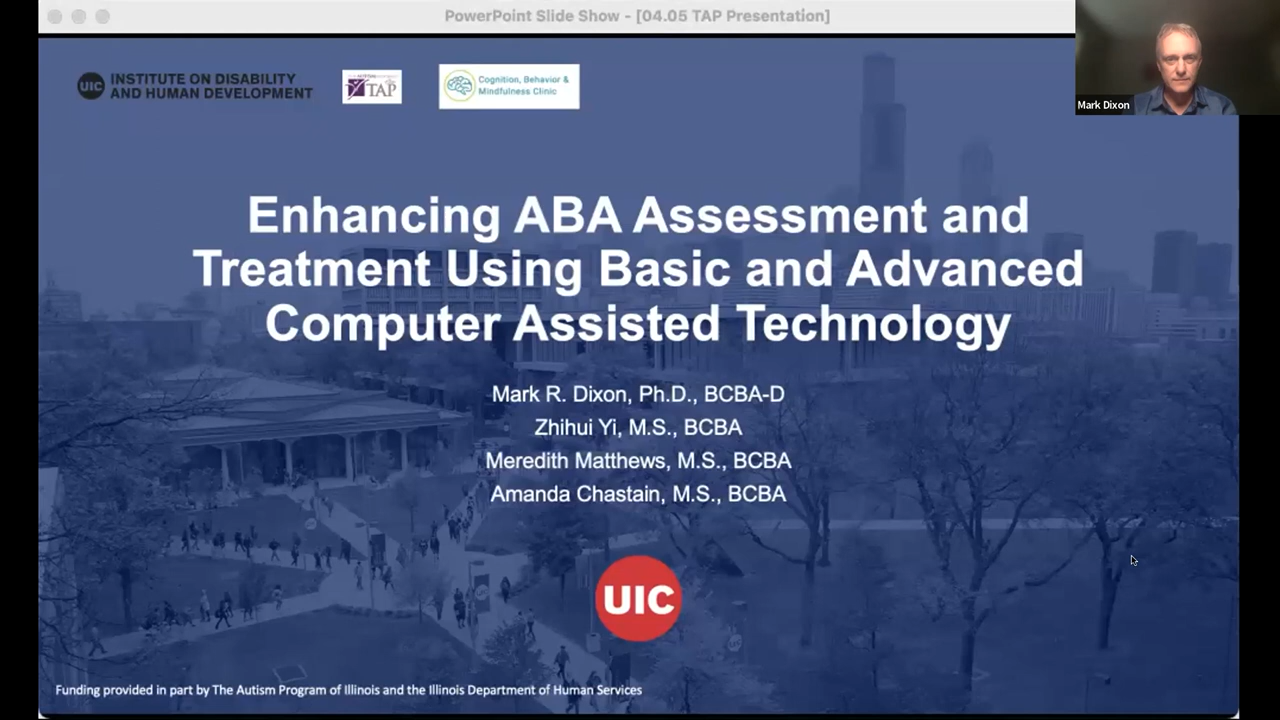 PowerPoint Slide Show - [04.05 TAP Presentation]
UIC
INSTITUTE ON DISABILITY
AND HUMAN DEVELOPMENT
TAP
Cognition, Behavior &
Mindfulness Clinic
Mark Dixon
Enhancing ABA Assessment and
Treatment Using Basic and Advanced
Computer Assisted Technology
Mark R. Dixon, Ph.D., BCBA-D
Zhihui Yi, M.S., BCBA
Meredith Matthews, M.S., BCBA
Amanda Chastain, M.S., BCBA
UIC
Funding provided in part by The Autism Program of Illinois and the Illinois Department of Human Services